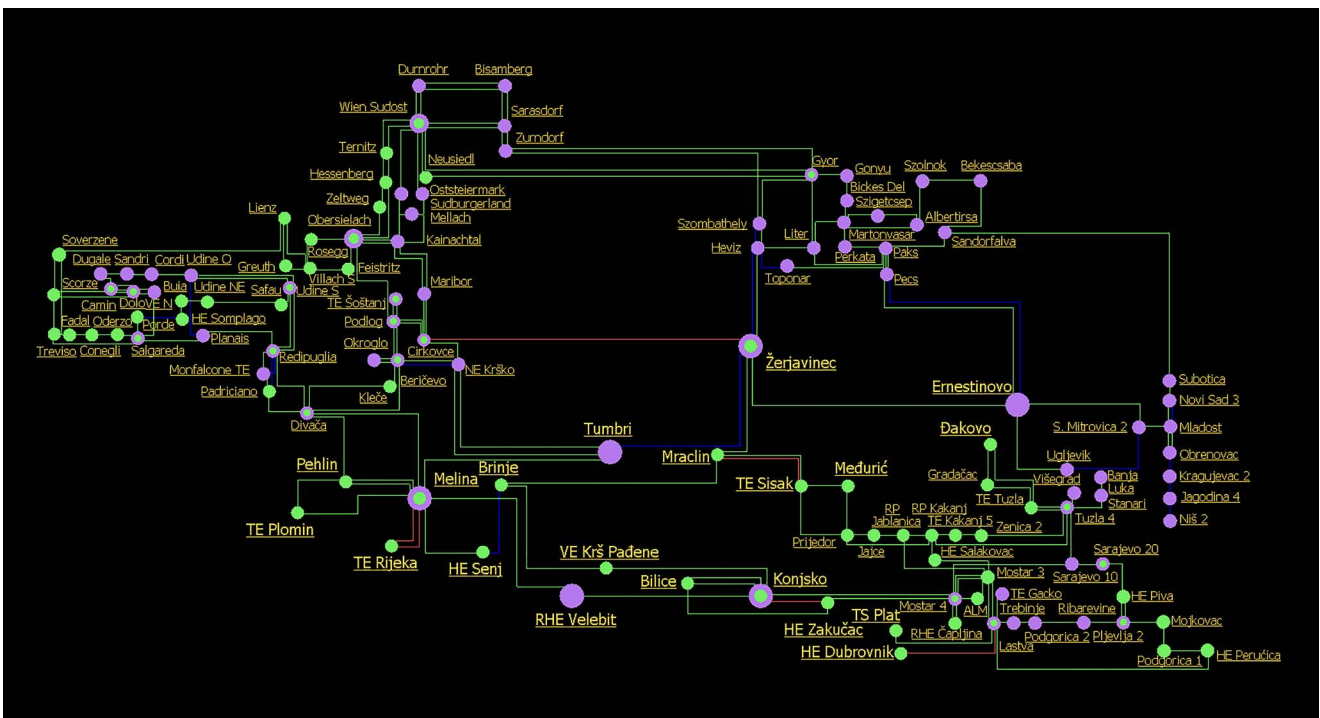 Durnrohr
Bisamberg
Wien Sudost
Sarasdorf
Zurndorf
Ternitz
Neusiedl
Gyor
Gonyu
Szolnok
Bekescsaba
Hessenberg
Bickes Del
Zeltweg
Oststeiermark
Sudburgerland
Szigetcsep
Lienz
Mellach
Albertirsa
Obersielach
Szombathely
Liter
Martonvasar
Soverzene
Rosegg
Kainachtal
Heviz
Sandorfalva
Dugale
Sandri
Cordi
Udine O
Greuth
Villach S
Feistritz
Perkata
Paks
Toponar
Pecs
Scorze
Buia
Udine NE
Safau
Udine S
Maribor
Camin
DoloVE N
TE Šoštanj
Fadal
Oderzo
Porde
HE Somplago
Podlog
Treviso
Conegli
Salgareda
Planais
Redipuglia
Okroglo
Cirkovce
Žerjavinec
Monfalcone TE
NE Krško
Padriciano
Kleče
Beričevo
Ernestinovo
Subotica
Novi Sad 3
Divača
Tumbri
Đakovo
S. Mitrovica 2
Mladost
Pehlin
Melina
Brinje
Mraclin
Međurić
Gradačac
Ugljevik
Višegrad
Banja
Luka
Obrenovac
Kragujevac 2
TE Sisak
TE Tuzla
Stanari
Jagodina 4
TE Plomin
RP
Jablanica
RP Kakanj
TE Kakanj 5
Zenica 2
Tuzla 4
Niš 2
Prijedor
Jajce
HE Salakovac
Sarajevo 20
TE Rijeka
HE Senj
VE Krš Pađene
Mostar 3
Sarajevo 10
Bilice
Konjsko
Mostar 4
ALM
TE Gacko
HE Piva
RHE Velebit
TS Plat
Trebinje
Ribarevine
HE Zakučac
RHE Čapljina
Podgorica 2
Pljevlja 2
Mojkovac
HE Dubrovnik
Lastva
Podgorica 1
HE Perućica